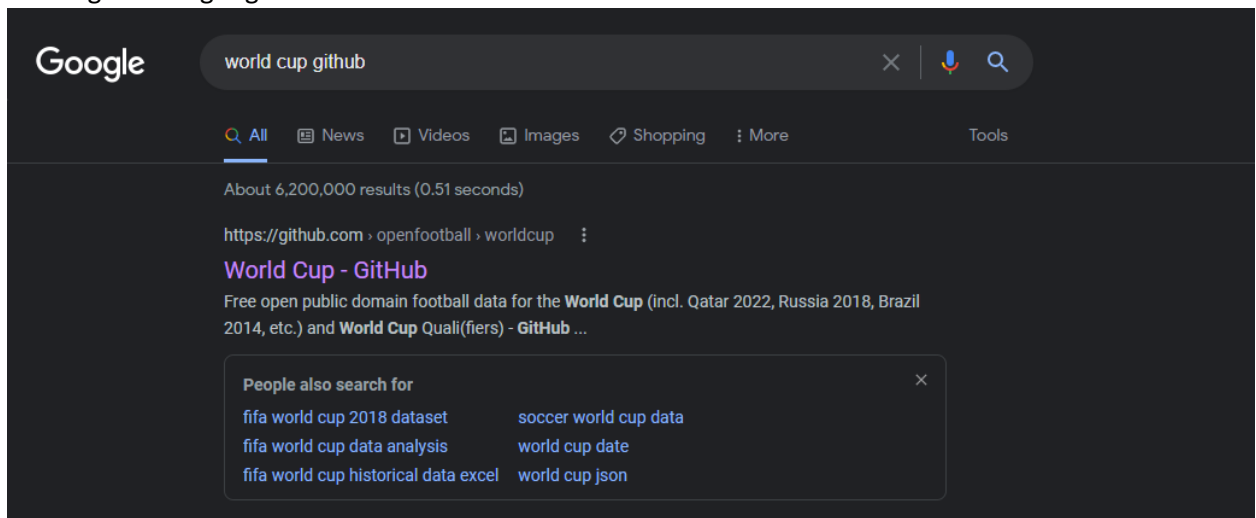 Google
world cup github
All News Videos Images Shopping More Tools
About 6,200,000 results (0.51 seconds)
https://github.com › openfootball › worldcup
World Cup - GitHub
Free open public domain football data for the World Cup (incl. Qatar 2022, Russia 2018, Brazil
2014, etc.) and World Cup Quali(fiers) - GitHub ...
People also search for
fifa world cup 2018 dataset soccer world cup data
fifa world cup data analysis world cup date
fifa world cup historical data excel world cup json